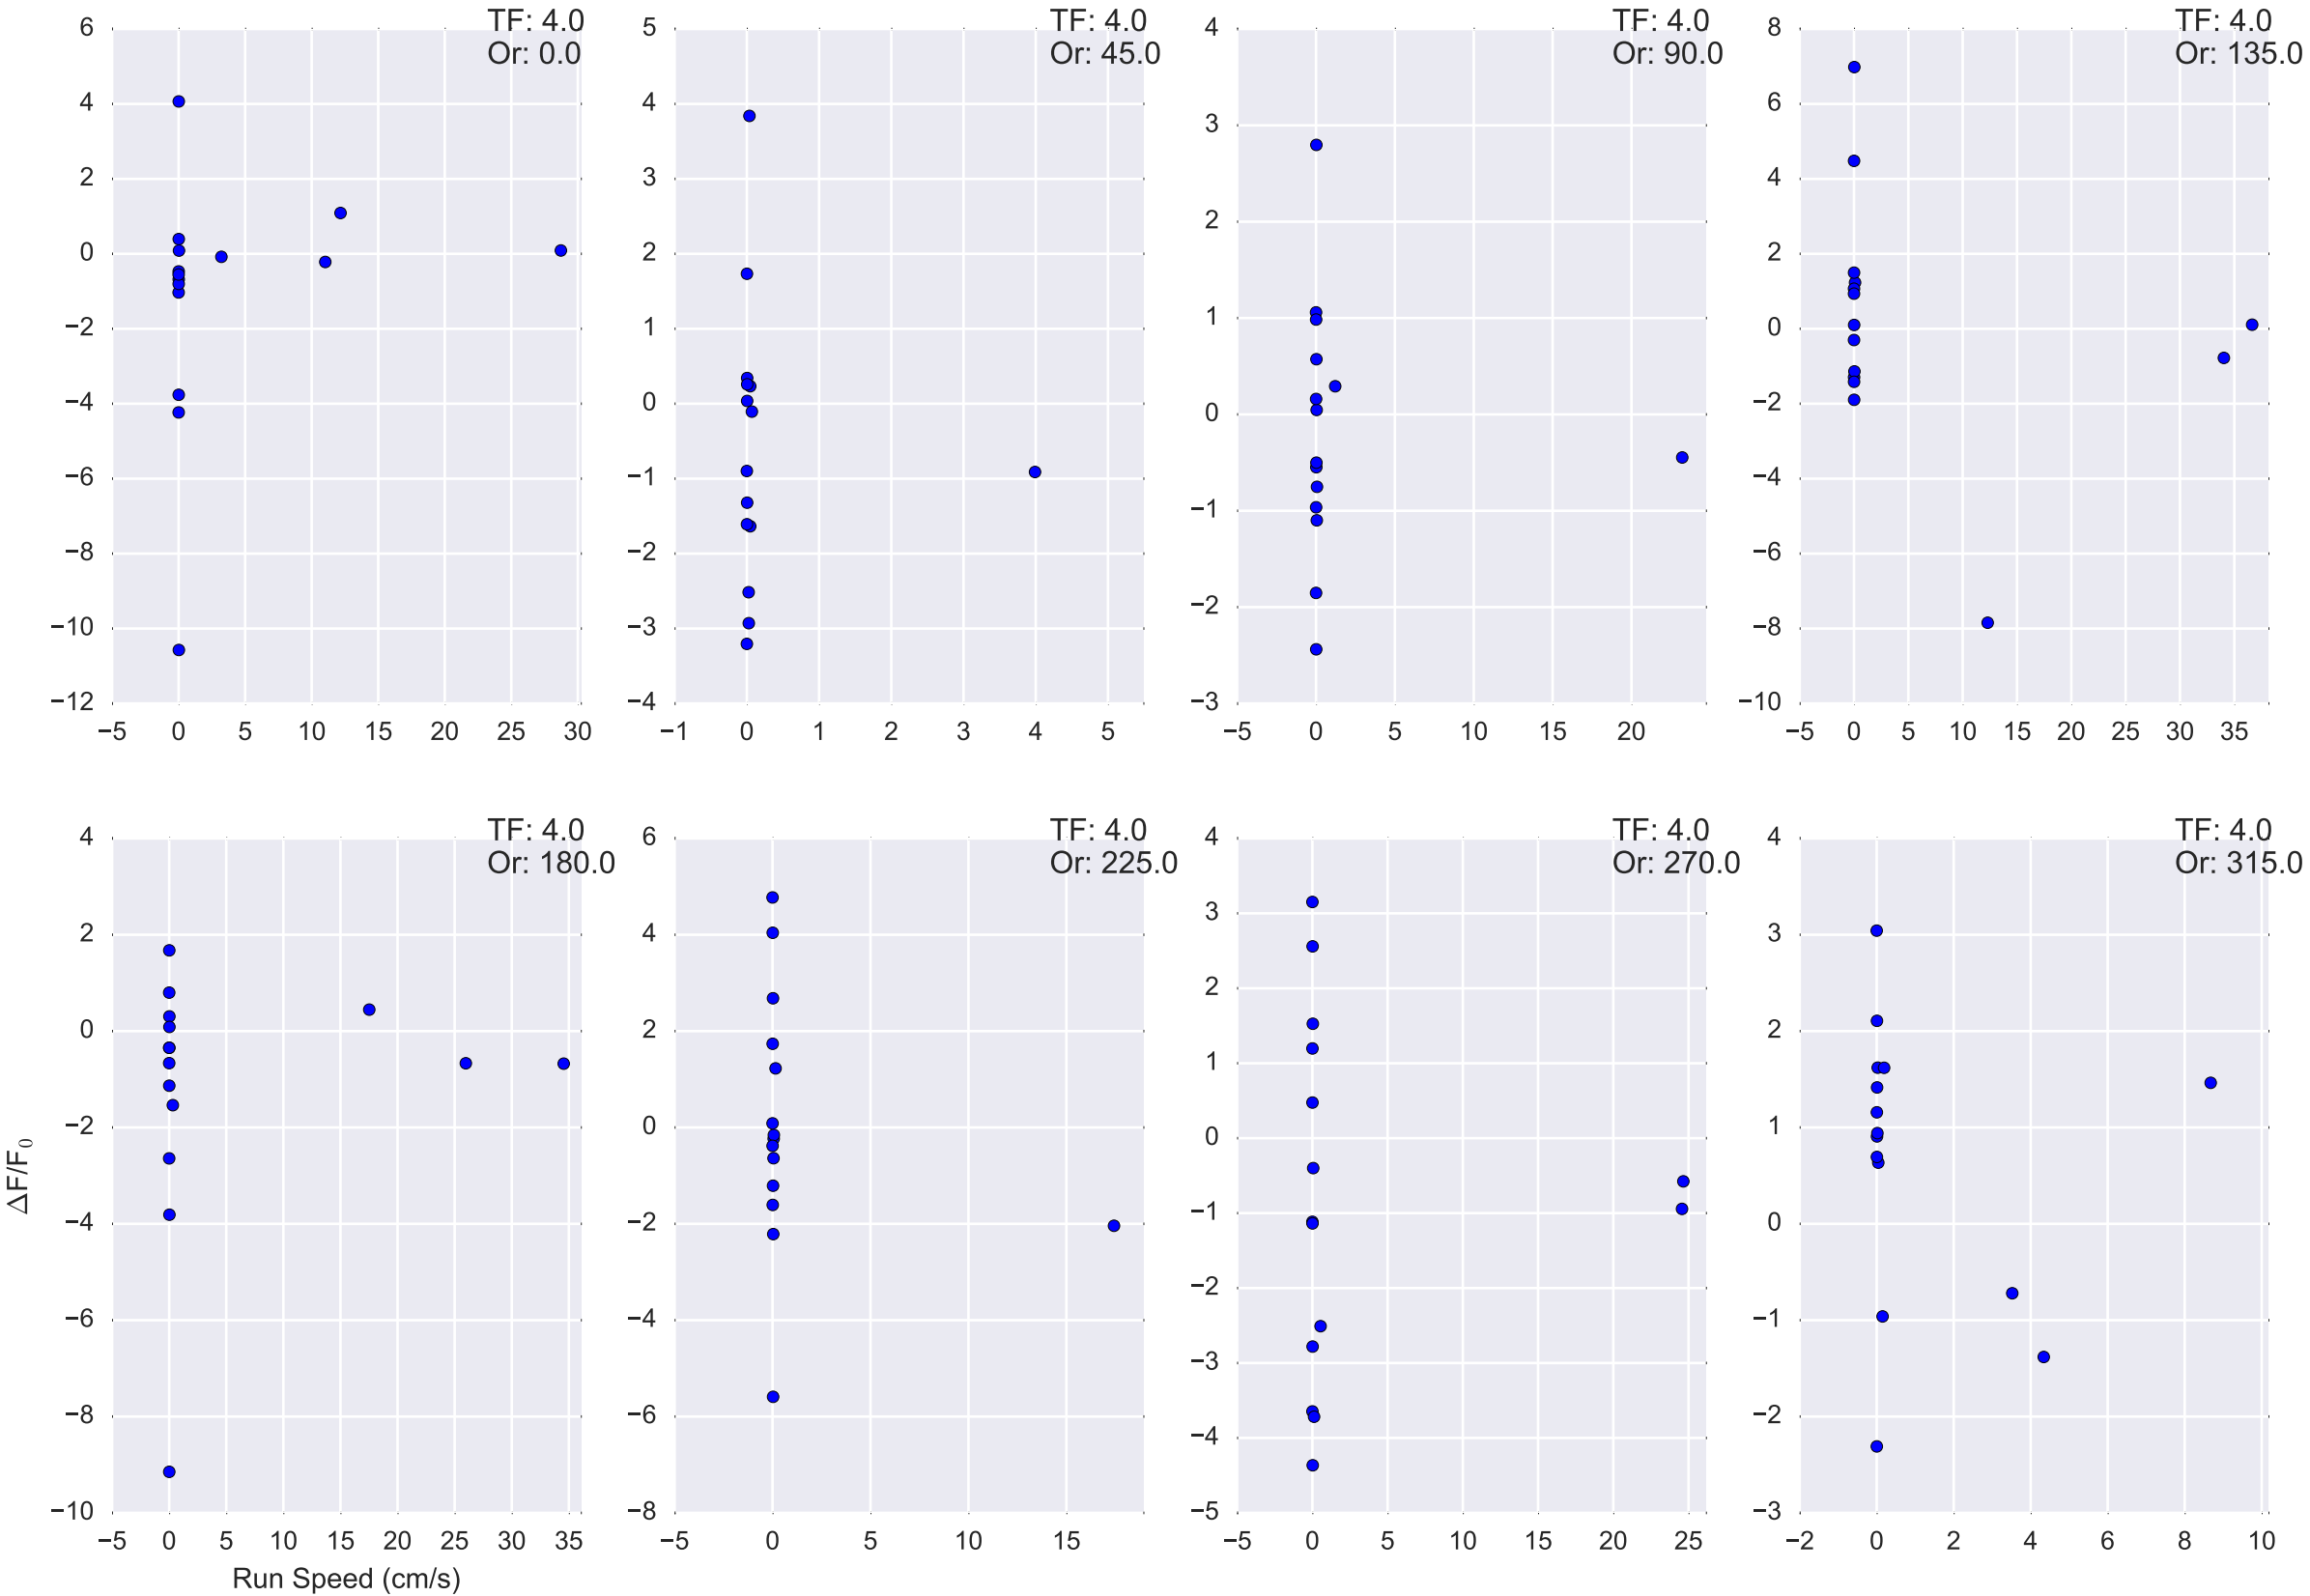 TF: 4.0
Or: 0.0
6
4
2
0
−2
−4
−6
−8
−10
−12
−5 0 5 10 15 20 25 30
TF: 4.0
Or: 45.0
5
4
3
2
1
0
−1
−2
−3
−4
−1 0 1 2 3 4 5
TF: 4.0
Or: 90.0
4
3
2
1
0
−1
−2
−3
−5 0 5 10 15 20
TF: 4.0
Or: 135.0
8
6
4
2
0
−2
−4
−6
−8
−10
−5 0 5 10 15 20 25 30 35
TF: 4.0
Or: 180.0
4
2
0
−2
−4
−6
−8
−10
−5 0 5 10 15 20 25 30 35
ΔF/F₀
Run Speed (cm/s)
TF: 4.0
Or: 225.0
6
4
2
0
−2
−4
−6
−8
−5 0 5 10 15
TF: 4.0
Or: 270.0
4
3
2
1
0
−1
−2
−3
−4
−5
−5 0 5 10 15 20 25
TF: 4.0
Or: 315.0
4
3
2
1
0
−1
−2
−3
−2 0 2 4 6 8 10